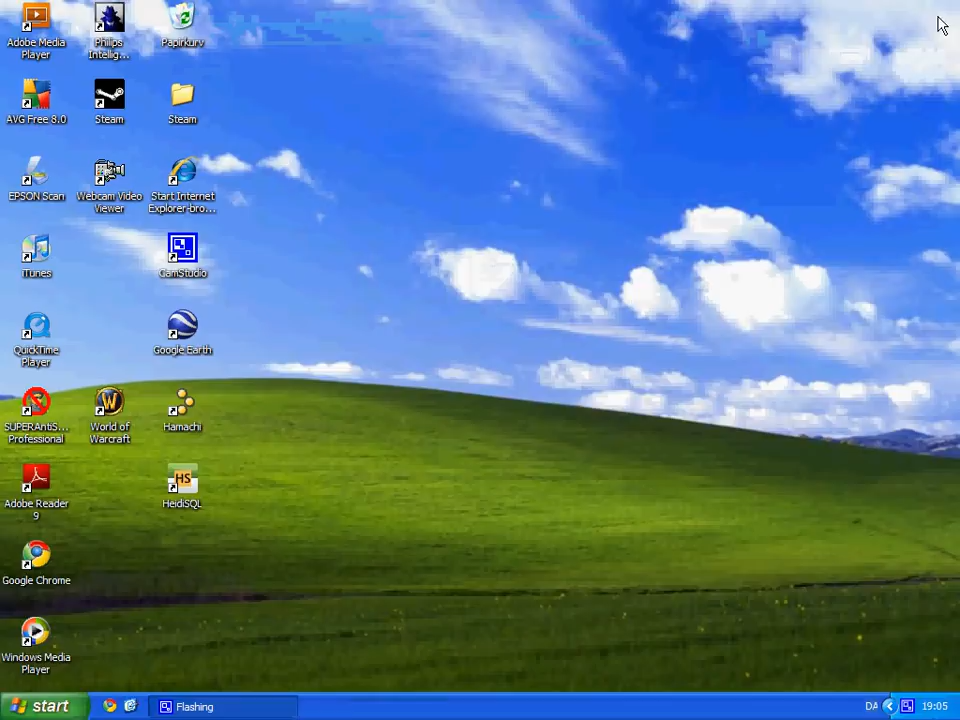 Adobe Media
Player
Philips
Intellig...
Papirkurv
AVG Free 8.0
Steam
Steam
EPSON Scan
Webcam Video
Viewer
Start Internet
Explorer-bro...
iTunes
CamStudio
QuickTime
Player
Google Earth
SUPERAntiS...
Professional
World of
Warcraft
Hamachi
Adobe Reader
9
HS
HeidiSQL
Google Chrome
Windows Media
Player
start
Flashing
DA
19:05